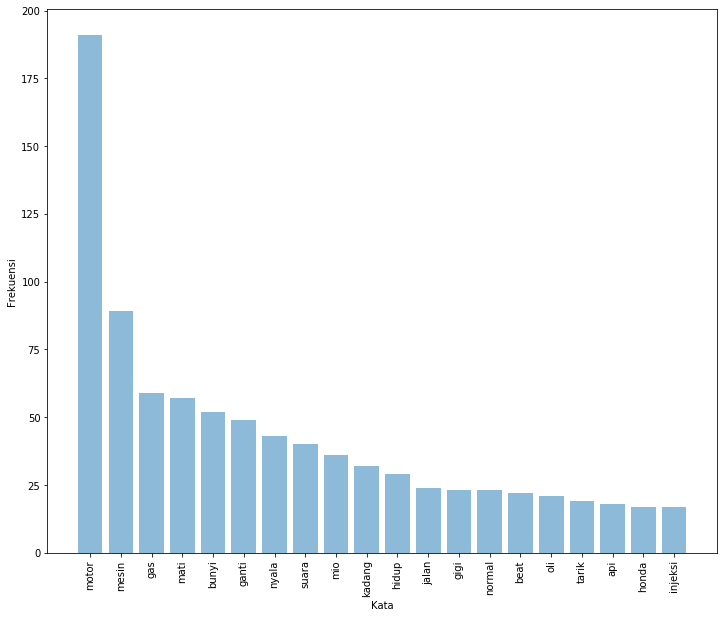 200
175
150
125
100
75
50
25
0
Frekuensi
motor
mesin
gas
mati
bunyi
ganti
nyala
suara
mio
kadang
hidup
jalan
gigi
normal
beat
oli
tarik
api
honda
injeksi
Kata